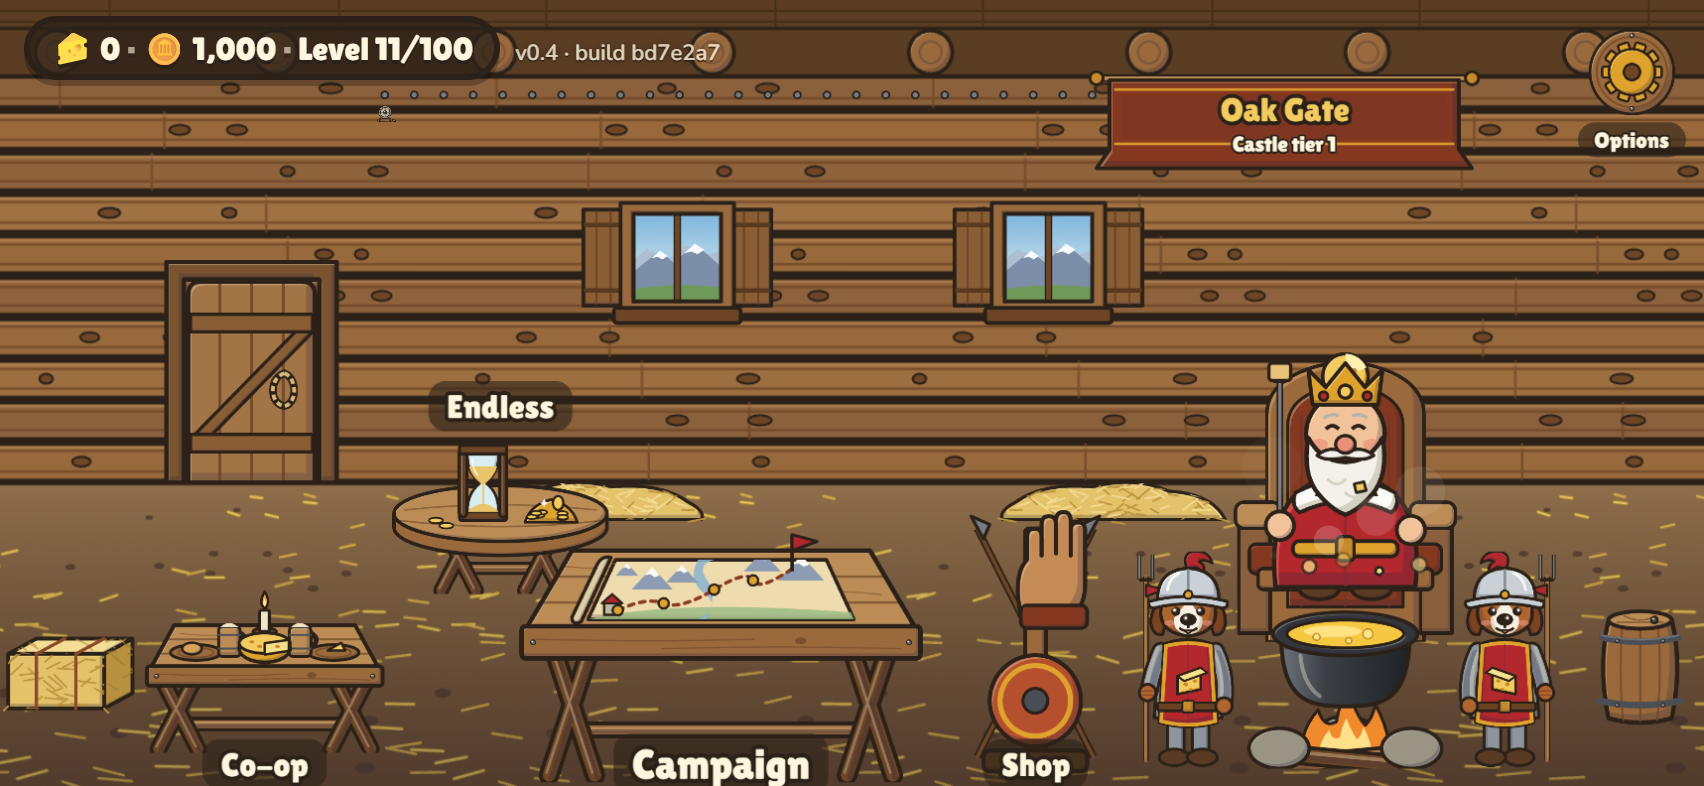 0 · 1,000 · Level 11/100
v0.4 · build bd7e2a7
Oak Gate
Castle tier 1
Options
Endless
Co-op
Campaign
Shop